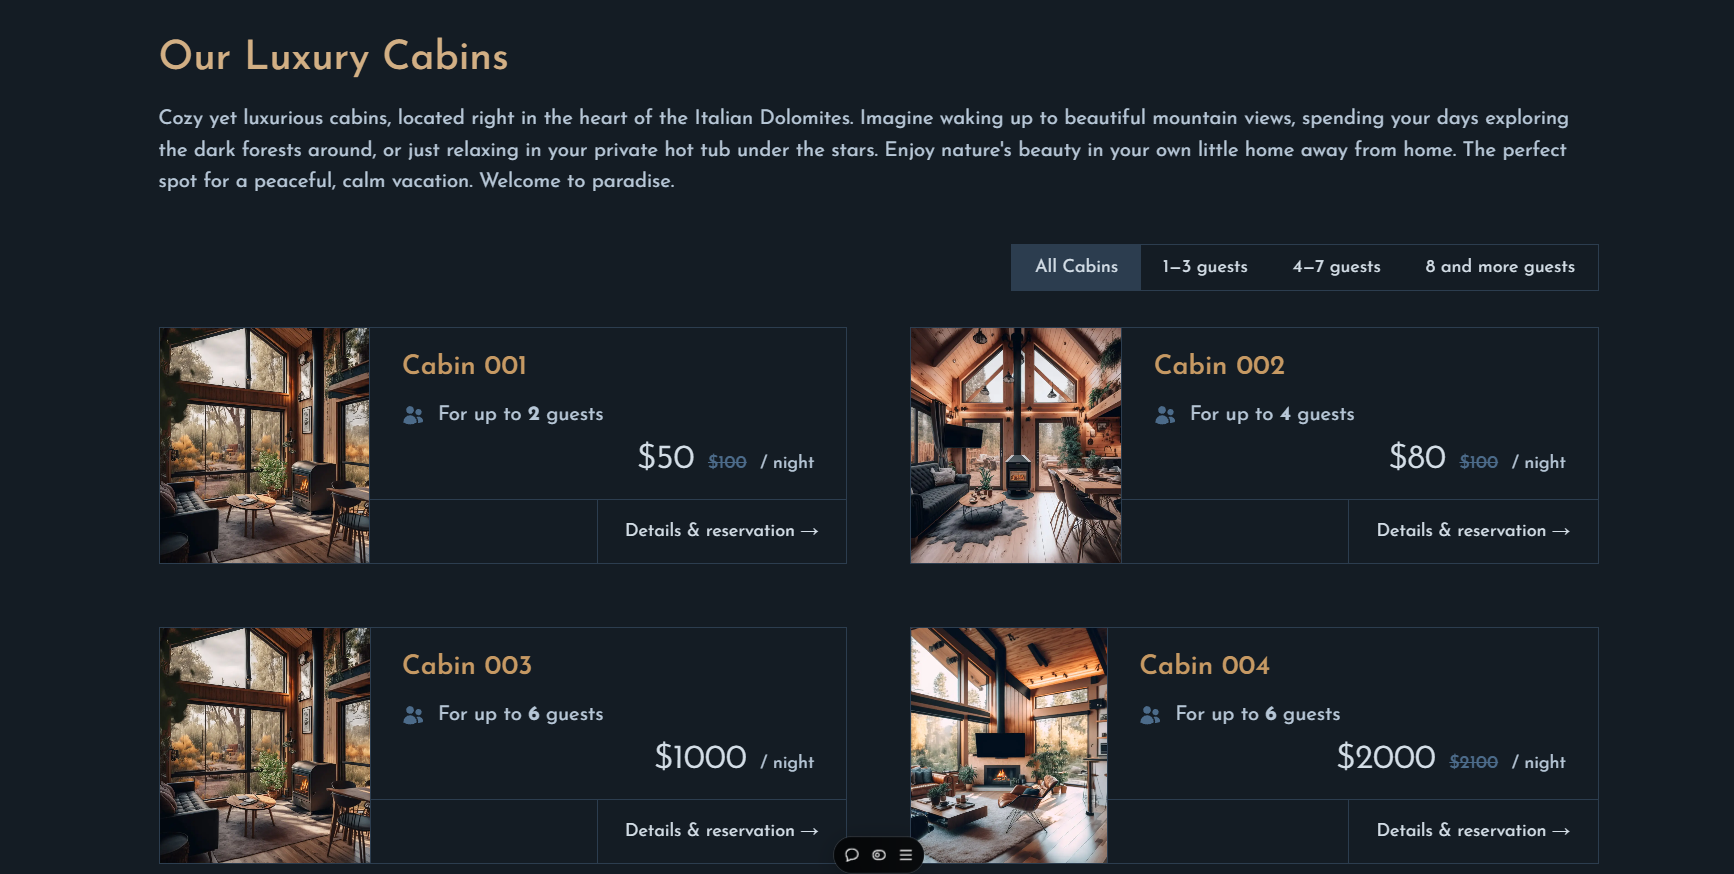 Our Luxury Cabins
Cozy yet luxurious cabins, located right in the heart of the Italian Dolomites. Imagine waking up to beautiful mountain views, spending your days exploring
the dark forests around, or just relaxing in your private hot tub under the stars. Enjoy nature's beauty in your own little home away from home. The perfect
spot for a peaceful, calm vacation. Welcome to paradise.
All Cabins 1—3 guests 4—7 guests 8 and more guests
Cabin 001
For up to 2 guests
$50 $100 / night
Details & reservation →
Cabin 002
For up to 4 guests
$80 $100 / night
Details & reservation →
Cabin 003
For up to 6 guests
$1000 / night
Details & reservation →
Cabin 004
For up to 6 guests
$2000 $2100 / night
Details & reservation →